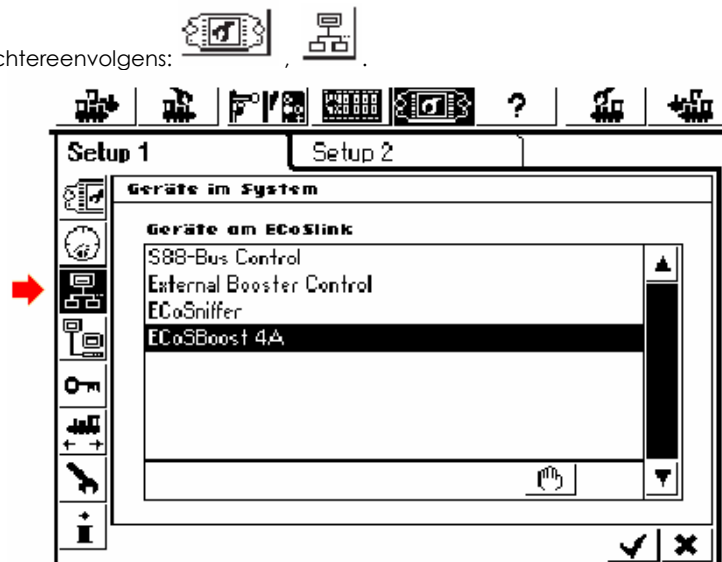 chtereenvolgens: , .
?
Setup 1 Setup 2
Geräte im System
Geräte am ECoSlink
S88-Bus Control
External Booster Control
ECoSniffer
ECoSBoost 4A
i